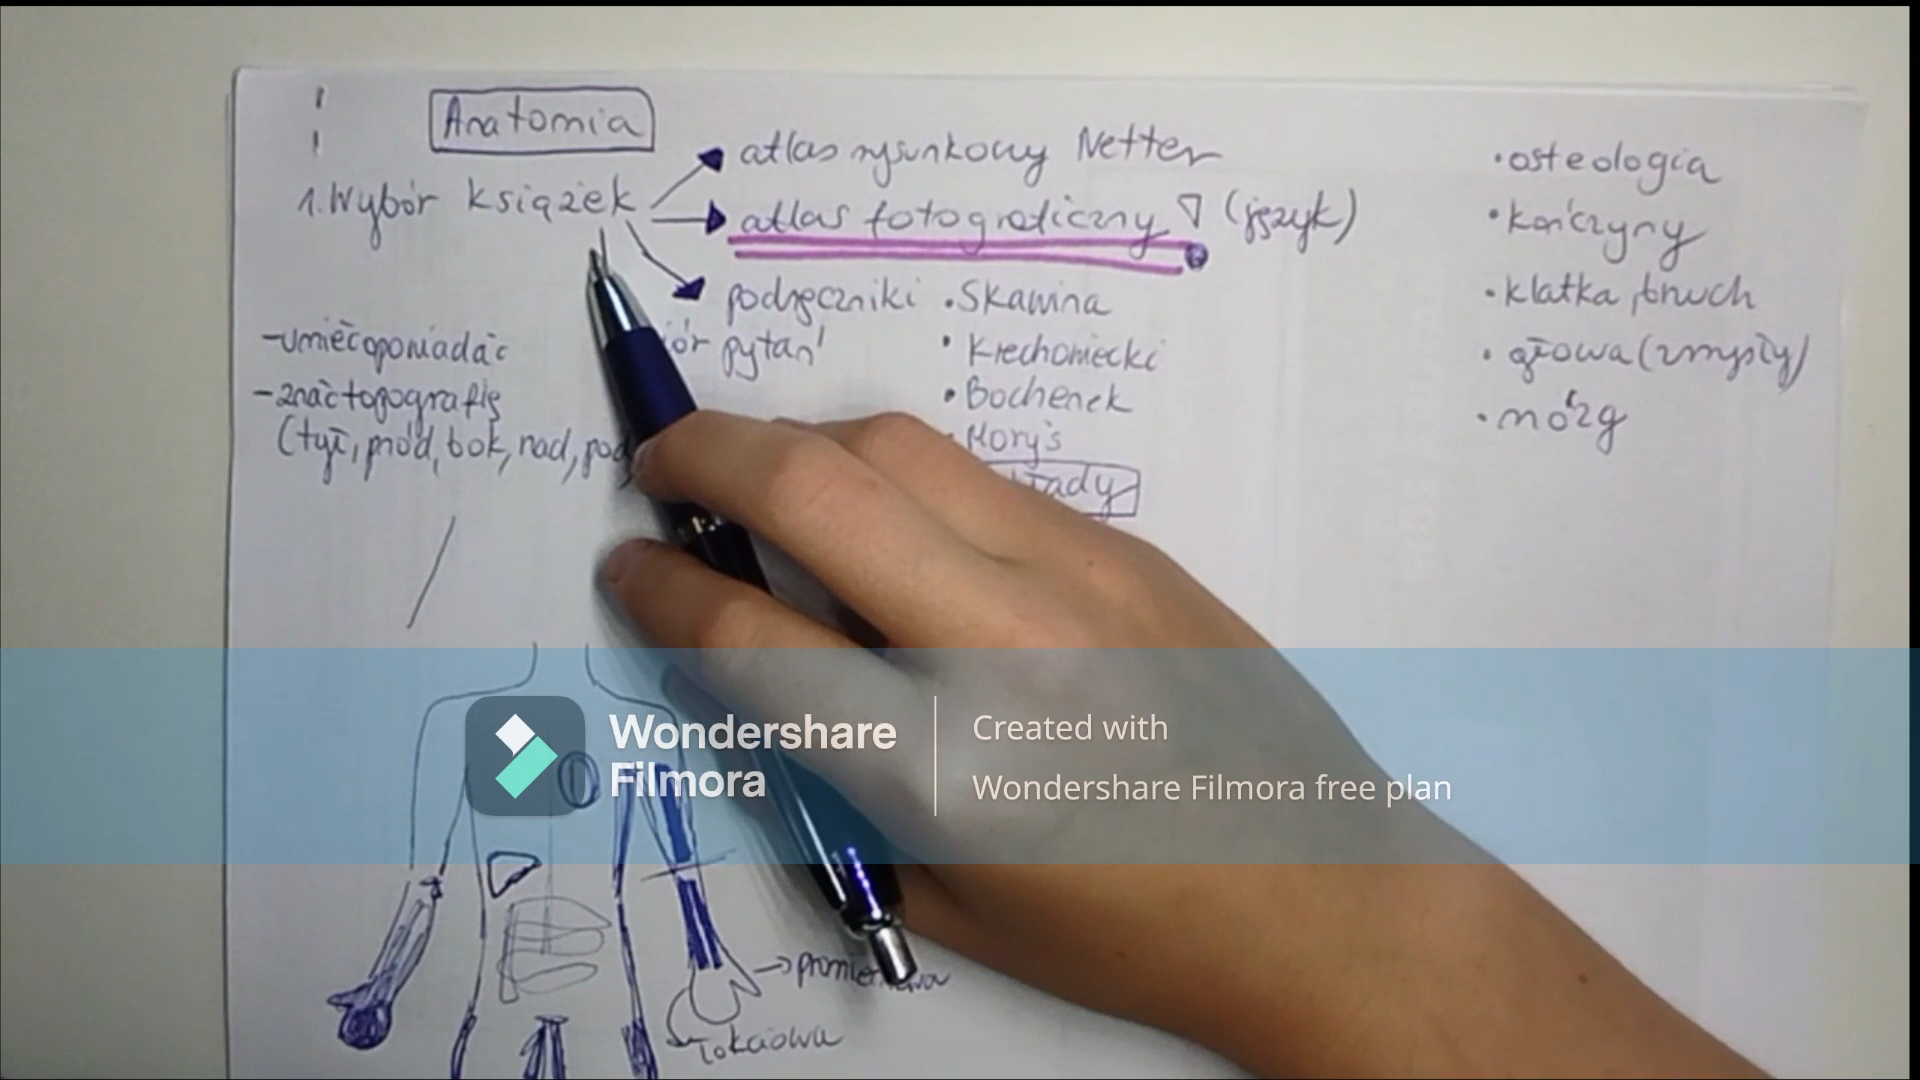 Anatomia
1. Wybór książek
atlas rysunkowy Netter
atlas fotograficzny (język)
podręczniki
• Skawina
pytań
• Krechowiecki
• Bochenek
• Moryś
- umieć opowiadać
- znać topografię
(tył, przód, bok, nad, pod
• osteologia
• kończyny
• klatka, brzuch
• głowa (zmysły)
• mózg
łokciowa
Wondershare
Filmora
Created with
Wondershare Filmora free plan